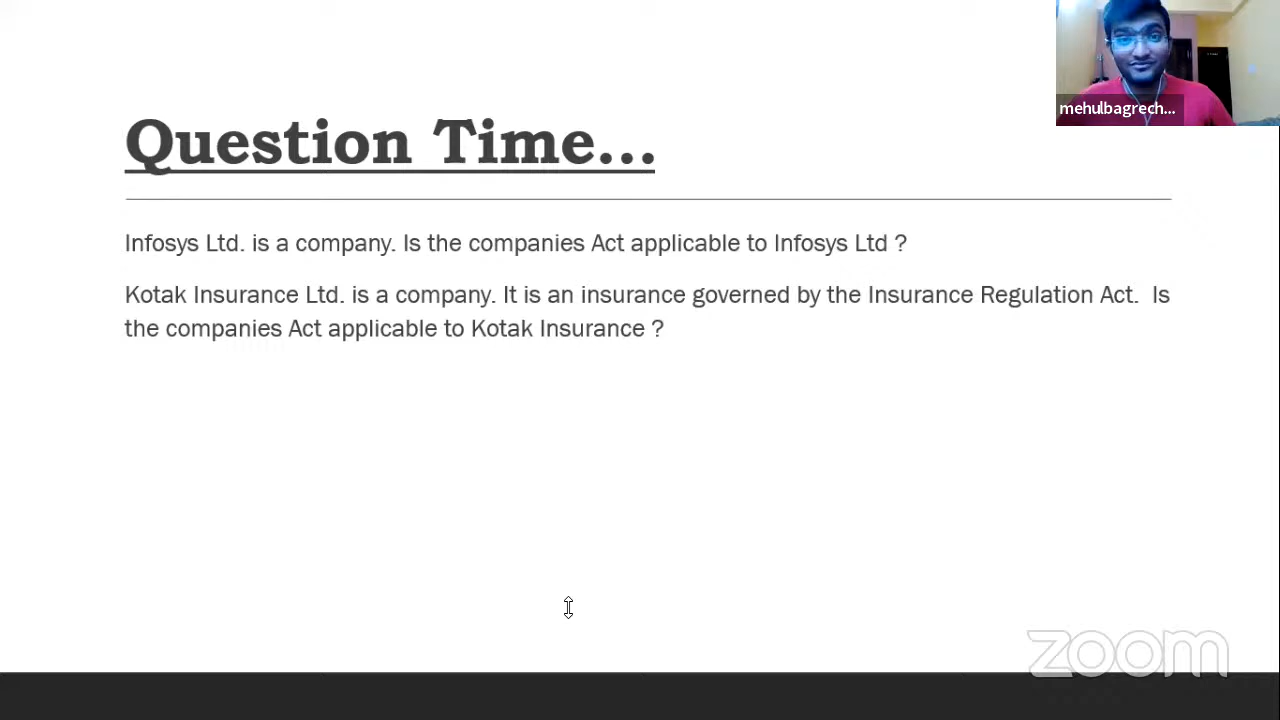 mehulbagrech...
Question Time...
Infosys Ltd. is a company. Is the companies Act applicable to Infosys Ltd ?
Kotak Insurance Ltd. is a company. It is an insurance governed by the Insurance Regulation Act.  Is
the companies Act applicable to Kotak Insurance ?
zoom